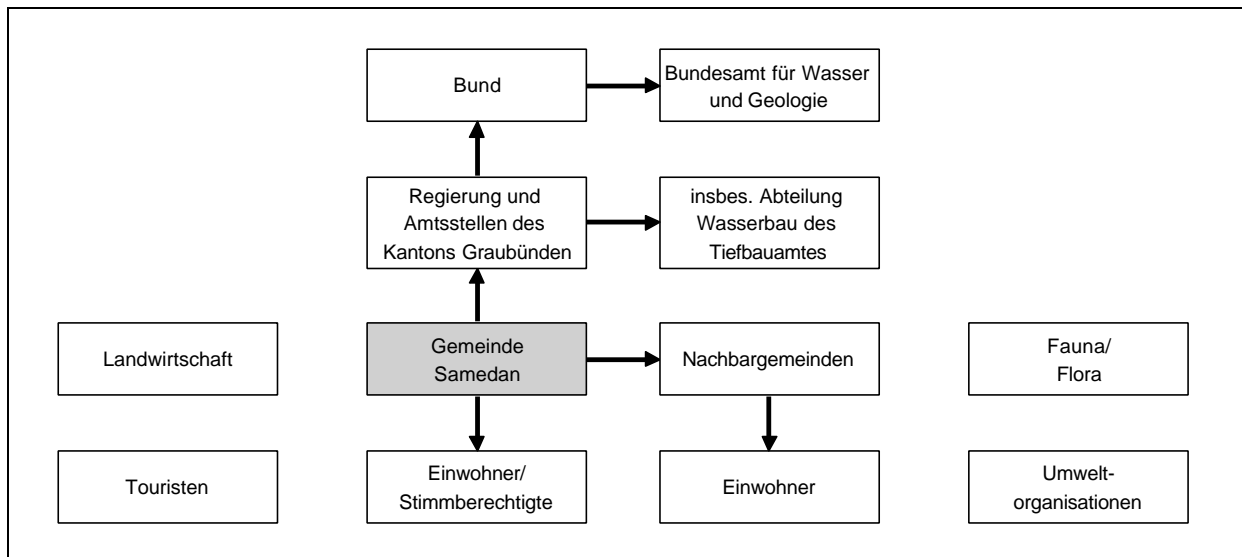 Bund
Bundesamt für Wasser
und Geologie
Regierung und
Amtsstellen des
Kantons Graubünden
insbes. Abteilung
Wasserbau des
Tiefbauamtes
Landwirtschaft
Gemeinde
Samedan
Nachbargemeinden
Fauna/
Flora
Touristen
Einwohner/
Stimmberechtigte
Einwohner
Umwelt-
organisationen